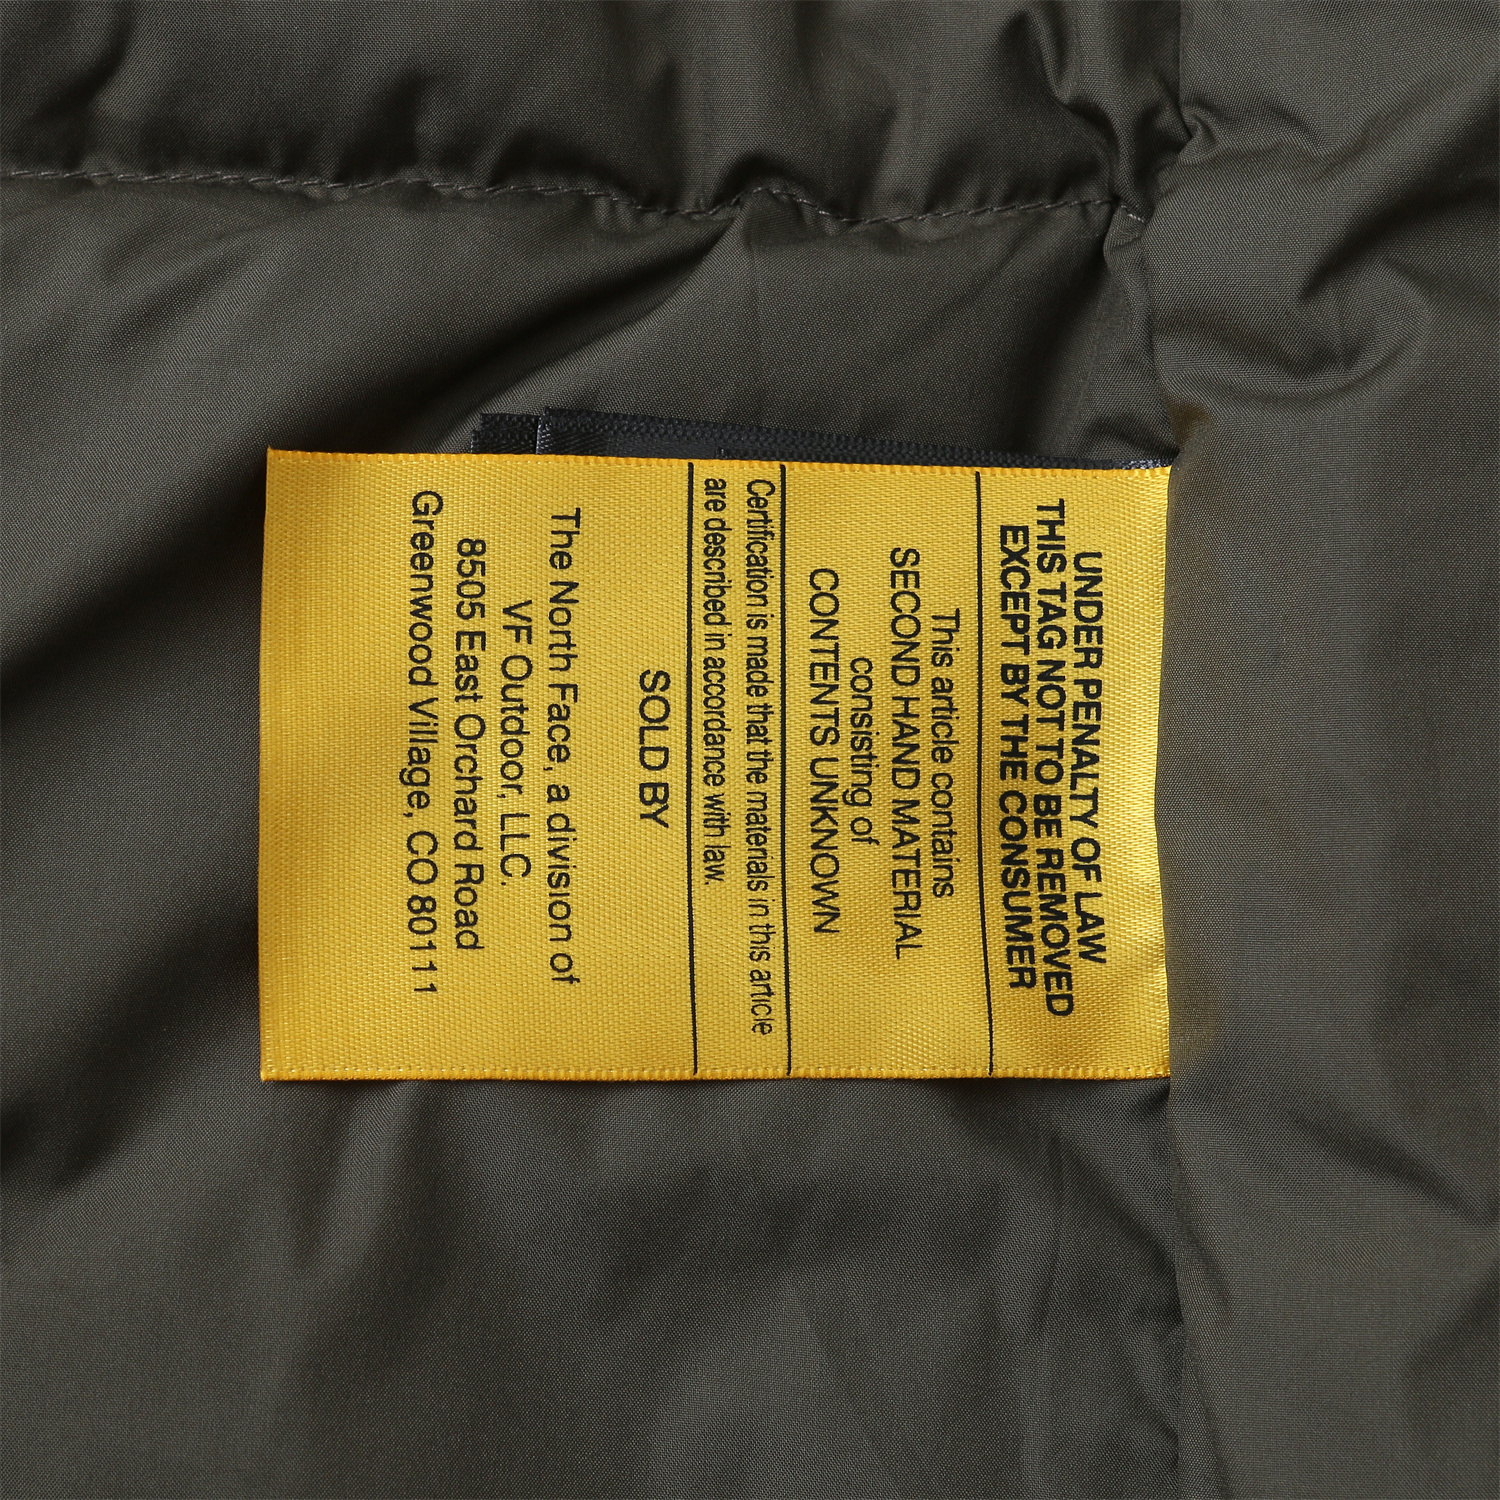 UNDER PENALTY OF LAW
THIS TAG NOT TO BE REMOVED
EXCEPT BY THE CONSUMER
This article contains
SECOND HAND MATERIAL
consisting of
CONTENTS UNKNOWN
Certification is made that the materials in this article
are described in accordance with law.
SOLD BY
The North Face, a division of
VF Outdoor, LLC.
8505 East Orchard Road
Greenwood Village, CO 80111